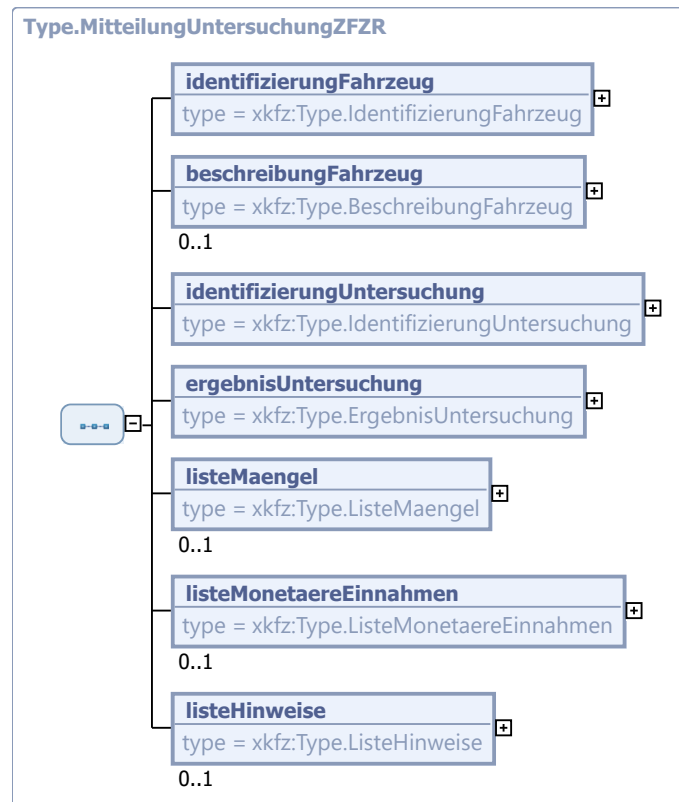 Type.MitteilungUntersuchungZFZR
identifizierungFahrzeug
type = xkfz:Type.IdentifizierungFahrzeug
beschreibungFahrzeug
type = xkfz:Type.BeschreibungFahrzeug
0..1
identifizierungUntersuchung
type = xkfz:Type.IdentifizierungUntersuchung
ergebnisUntersuchung
type = xkfz:Type.ErgebnisUntersuchung
listeMaengel
type = xkfz:Type.ListeMaengel
0..1
listeMonetaereEinnahmen
type = xkfz:Type.ListeMonetaereEinnahmen
0..1
listeHinweise
type = xkfz:Type.ListeHinweise
0..1